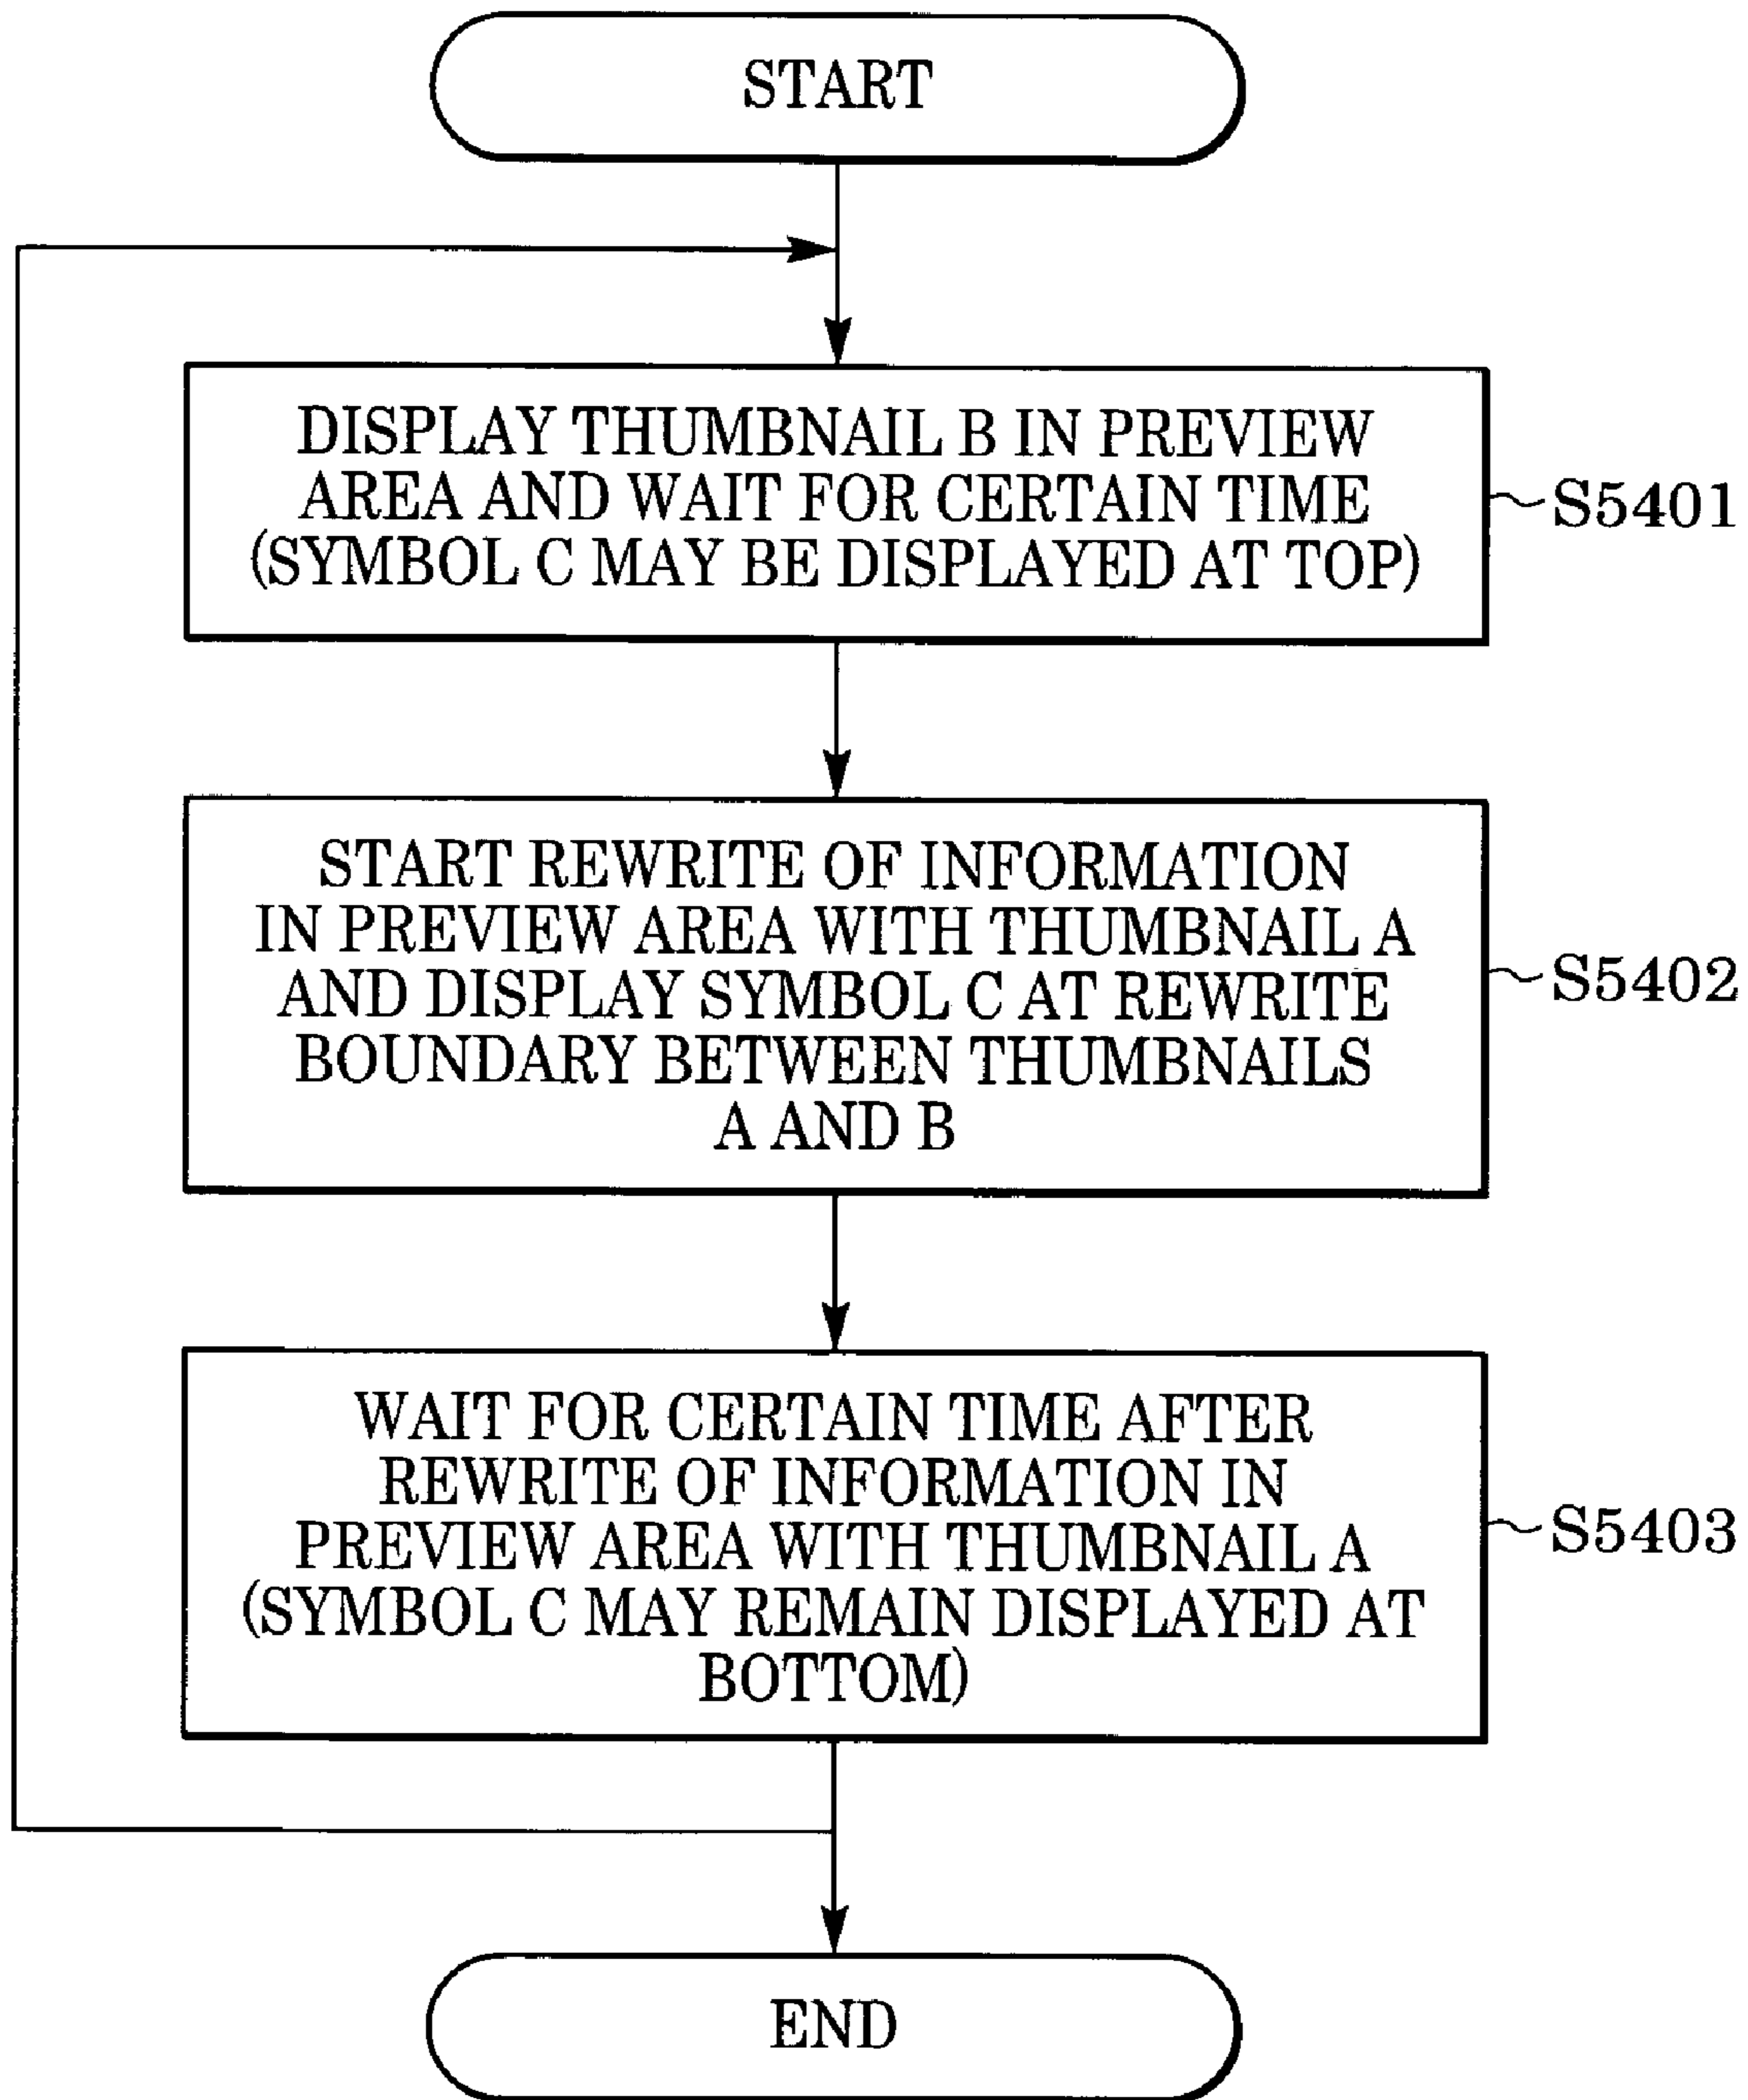 START
DISPLAY THUMBNAIL B IN PREVIEW
AREA AND WAIT FOR CERTAIN TIME
(SYMBOL C MAY BE DISPLAYED AT TOP)
S5401
START REWRITE OF INFORMATION
IN PREVIEW AREA WITH THUMBNAIL A
AND DISPLAY SYMBOL C AT REWRITE
BOUNDARY BETWEEN THUMBNAILS
A AND B
S5402
WAIT FOR CERTAIN TIME AFTER
REWRITE OF INFORMATION IN
PREVIEW AREA WITH THUMBNAIL A
(SYMBOL C MAY REMAIN DISPLAYED AT
BOTTOM)
S5403
END